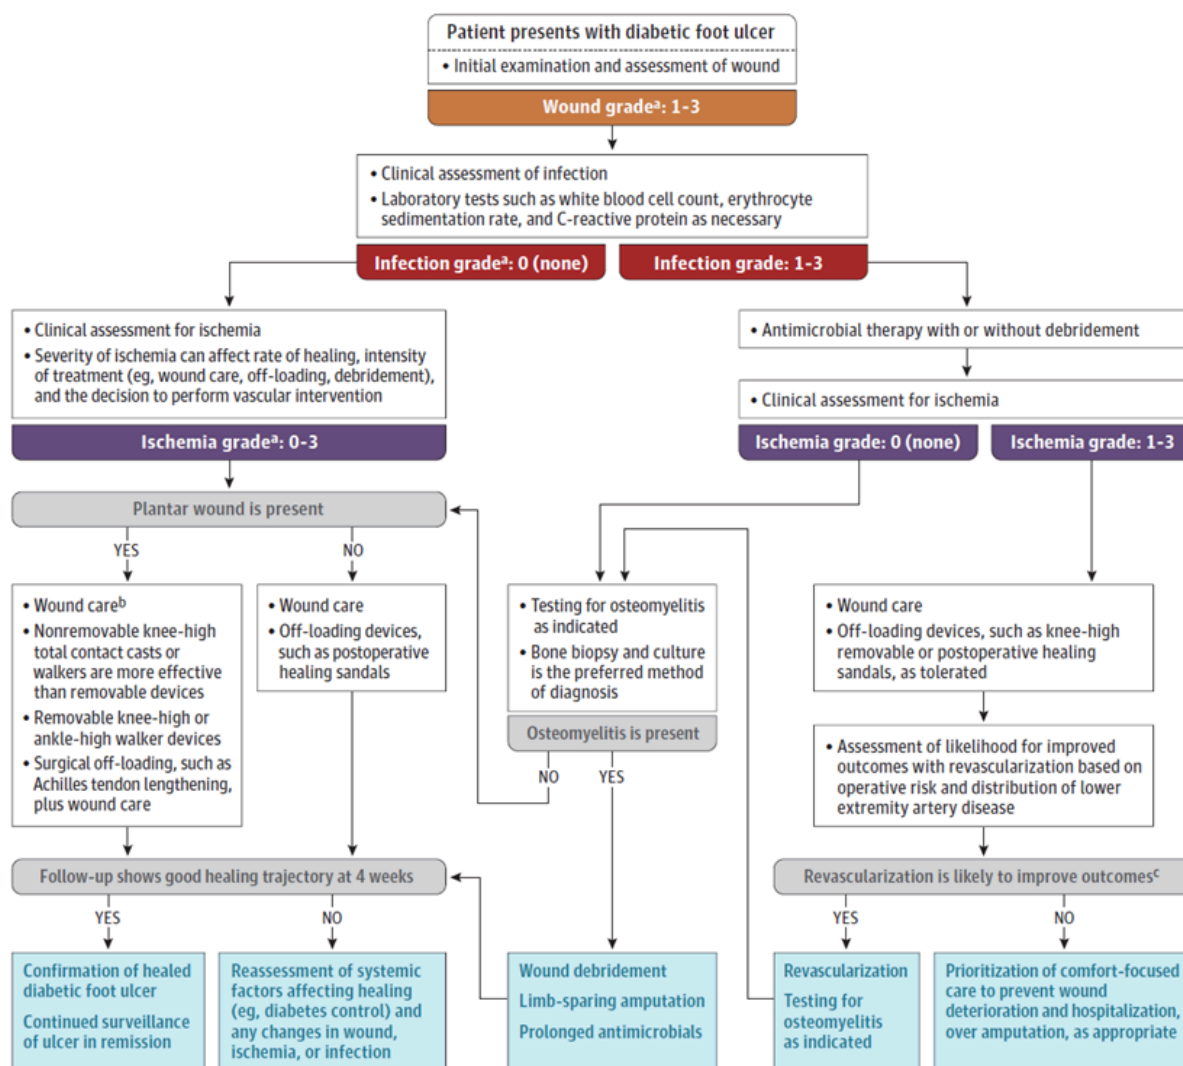 Patient presents with diabetic foot ulcer
• Initial examination and assessment of wound
Wound gradeᵃ: 1-3
• Clinical assessment of infection
• Laboratory tests such as white blood cell count, erythrocyte
sedimentation rate, and C-reactive protein as necessary
Infection gradeᵃ: 0 (none)
Infection grade: 1-3
• Clinical assessment for ischemia
• Severity of ischemia can affect rate of healing, intensity
of treatment (eg, wound care, off-loading, debridement),
and the decision to perform vascular intervention
Ischemia gradeᵃ: 0-3
• Antimicrobial therapy with or without debridement
• Clinical assessment for ischemia
Ischemia grade: 0 (none)
Ischemia grade: 1-3
Plantar wound is present
YES
NO
• Wound careᵇ
• Nonremovable knee-high
total contact casts or
walkers are more effective
than removable devices
• Removable knee-high or
ankle-high walker devices
• Surgical off-loading, such as
Achilles tendon lengthening,
plus wound care
• Wound care
• Off-loading devices,
such as postoperative
healing sandals
• Testing for osteomyelitis
as indicated
• Bone biopsy and culture
is the preferred method
of diagnosis
Osteomyelitis is present
NO
YES
• Wound care
• Off-loading devices, such as knee-high
removable or postoperative healing
sandals, as tolerated
• Assessment of likelihood for improved
outcomes with revascularization based on
operative risk and distribution of lower
extremity artery disease
Follow-up shows good healing trajectory at 4 weeks
YES
NO
Revascularization is likely to improve outcomesᶜ
YES
NO
Confirmation of healed
diabetic foot ulcer
Continued surveillance
of ulcer in remission
Reassessment of systemic
factors affecting healing
(eg, diabetes control) and
any changes in wound,
ischemia, or infection
Wound debridement
Limb-sparing amputation
Prolonged antimicrobials
Revascularization
Testing for
osteomyelitis
as indicated
Prioritization of comfort-focused
care to prevent wound
deterioration and hospitalization,
over amputation, as appropriate